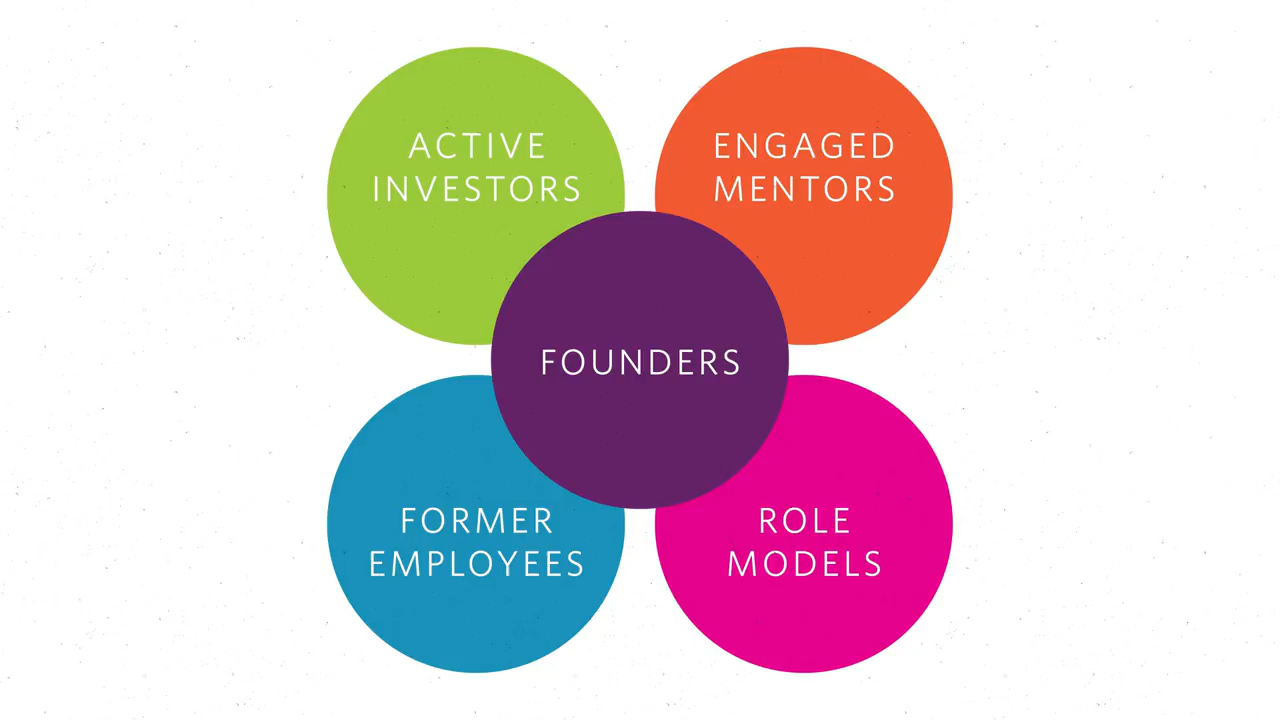 ACTIVE
INVESTORS
ENGAGED
MENTORS
FOUNDERS
FORMER
EMPLOYEES
ROLE
MODELS